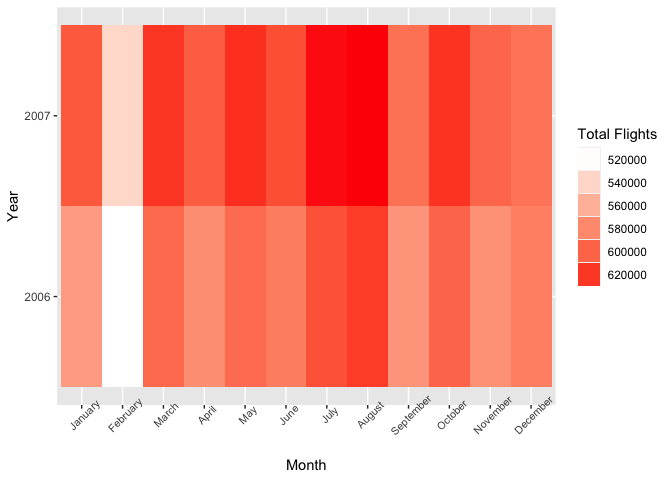 2007
2006
Year
January
February
March
April
May
June
July
August
September
October
November
December
Month
Total Flights
520000
540000
560000
580000
600000
620000